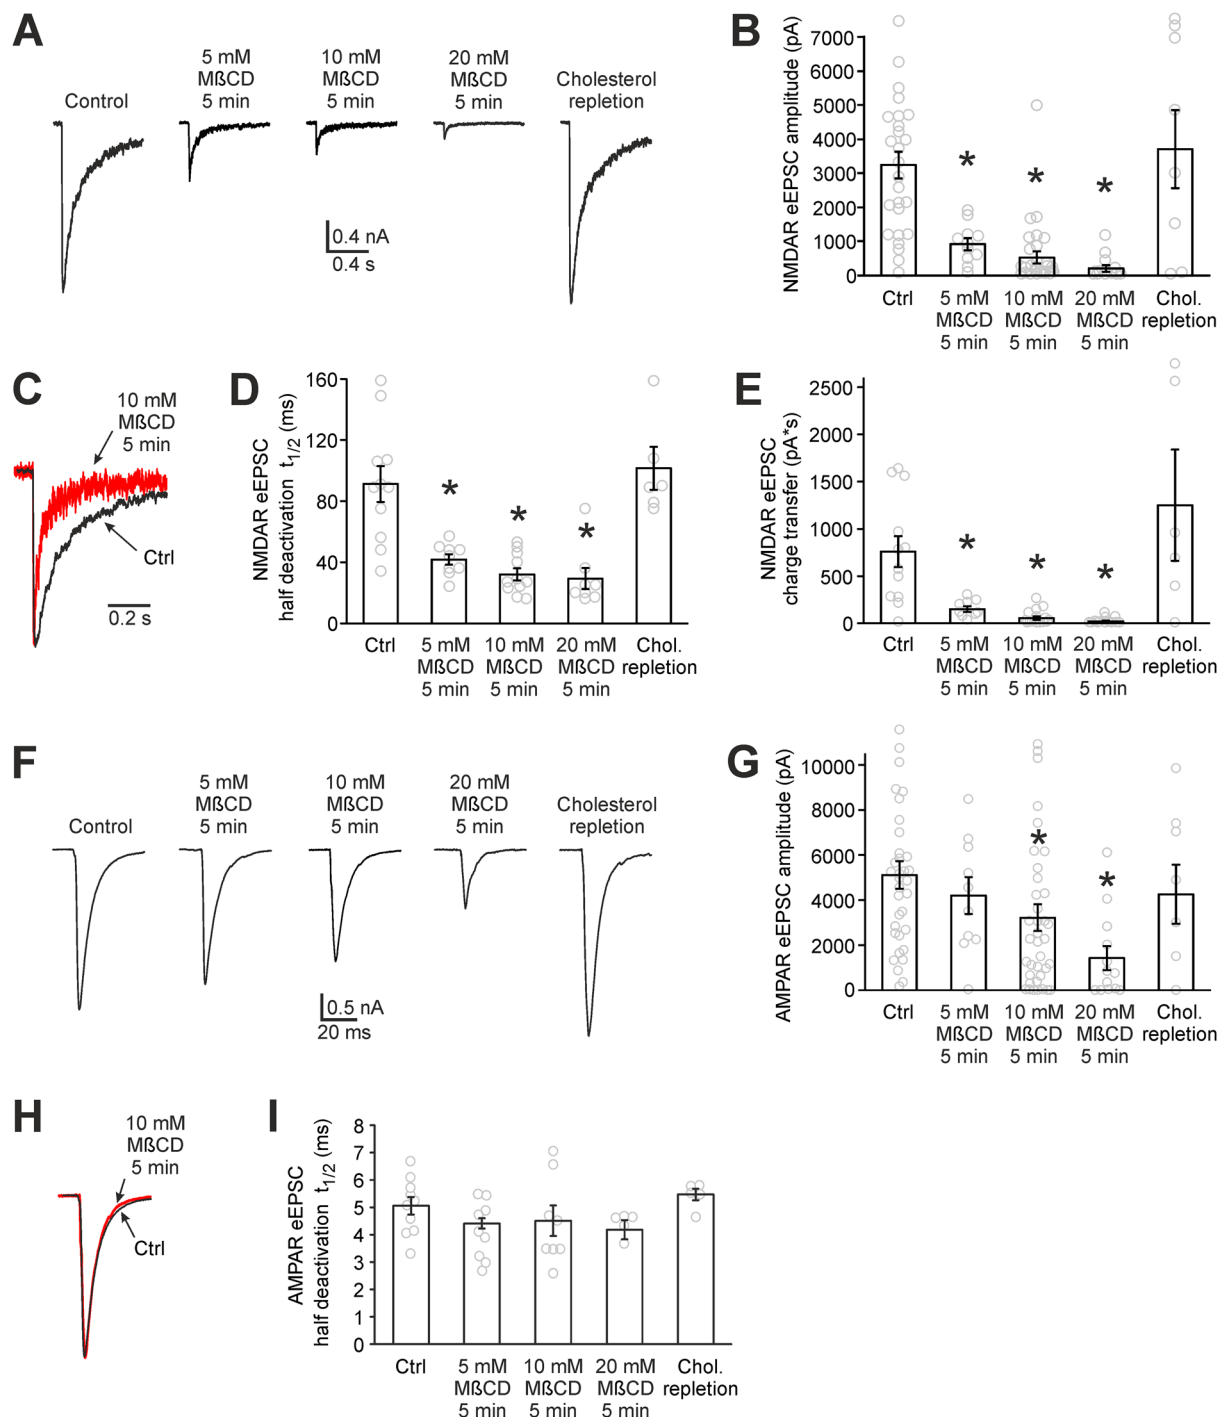 A
Control
5 mM
MßCD
5 min
10 mM
MßCD
5 min
20 mM
MßCD
5 min
Cholesterol
repletion
0.4 nA
0.4 s
B
NMDAR eEPSC amplitude (pA)
7000
6000
5000
4000
3000
2000
1000
0
*
*
*
Ctrl
5 mM
MßCD
5 min
10 mM
MßCD
5 min
20 mM
MßCD
5 min
Chol.
repletion
C
10 mM
MßCD
5 min
Ctrl
0.2 s
D
NMDAR eEPSC
half deactivation t1/2 (ms)
160
120
80
40
0
*
*
*
Ctrl
5 mM
MßCD
5 min
10 mM
MßCD
5 min
20 mM
MßCD
5 min
Chol.
repletion
E
NMDAR eEPSC
charge transfer (pA*s)
2500
2000
1500
1000
500
0
*
*
*
Ctrl
5 mM
MßCD
5 min
10 mM
MßCD
5 min
20 mM
MßCD
5 min
Chol.
repletion
F
Control
5 mM
MßCD
5 min
10 mM
MßCD
5 min
20 mM
MßCD
5 min
Cholesterol
repletion
0.5 nA
20 ms
G
AMPAR eEPSC amplitude (pA)
10000
8000
6000
4000
2000
0
*
*
Ctrl
5 mM
MßCD
5 min
10 mM
MßCD
5 min
20 mM
MßCD
5 min
Chol.
repletion
H
10 mM
MßCD
5 min
Ctrl
I
AMPAR eEPSC
half deactivation t1/2 (ms)
8
7
6
5
4
3
2
1
0
Ctrl
5 mM
MßCD
5 min
10 mM
MßCD
5 min
20 mM
MßCD
5 min
Chol.
repletion